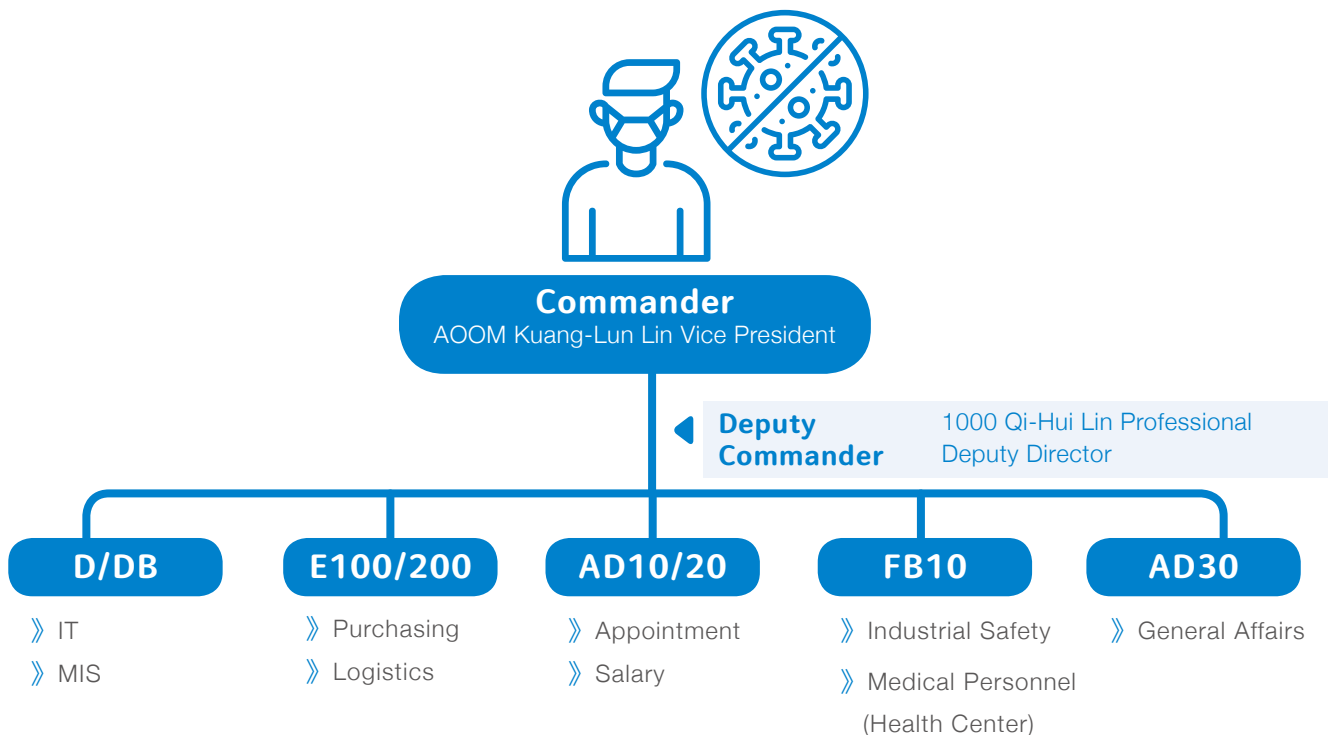 Commander
AOOM Kuang-Lun Lin Vice President
Deputy
Commander
1000 Qi-Hui Lin Professional
Deputy Director
D/DB
》 IT
》 MIS
E100/200
》 Purchasing
》 Logistics
AD10/20
》 Appointment
》 Salary
FB10
》 Industrial Safety
》 Medical Personnel
(Health Center)
AD30
》 General Affairs